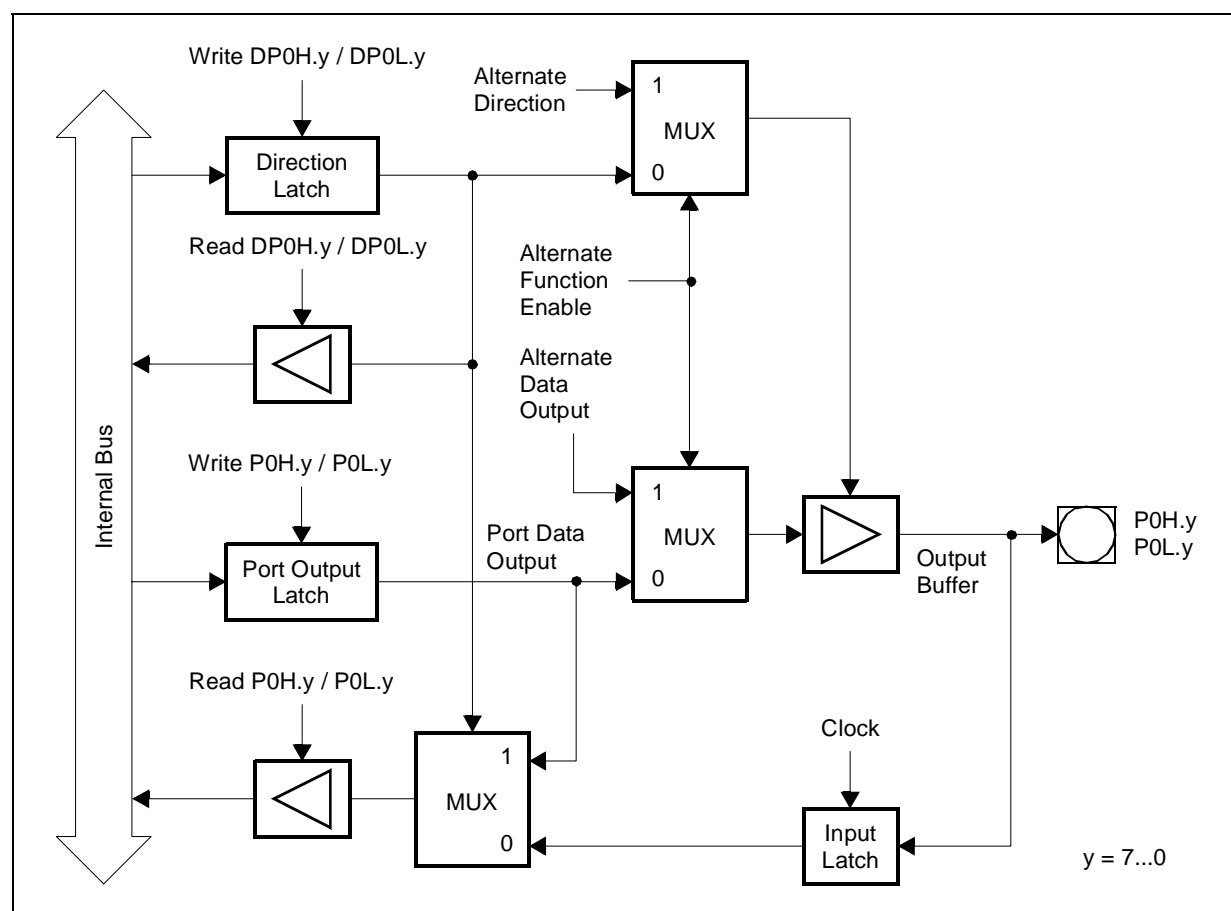 Write DP0H.y / DP0L.y
Alternate
Direction
1
MUX
0
Direction
Latch
Read DP0H.y / DP0L.y
Alternate
Function
Enable
Alternate
Data
Output
Internal Bus
Write P0H.y / P0L.y
1
MUX
0
Port Data
Output
Port Output
Latch
Output
Buffer
P0H.y
P0L.y
Read P0H.y / P0L.y
1
MUX
0
Clock
Input
Latch
y = 7...0